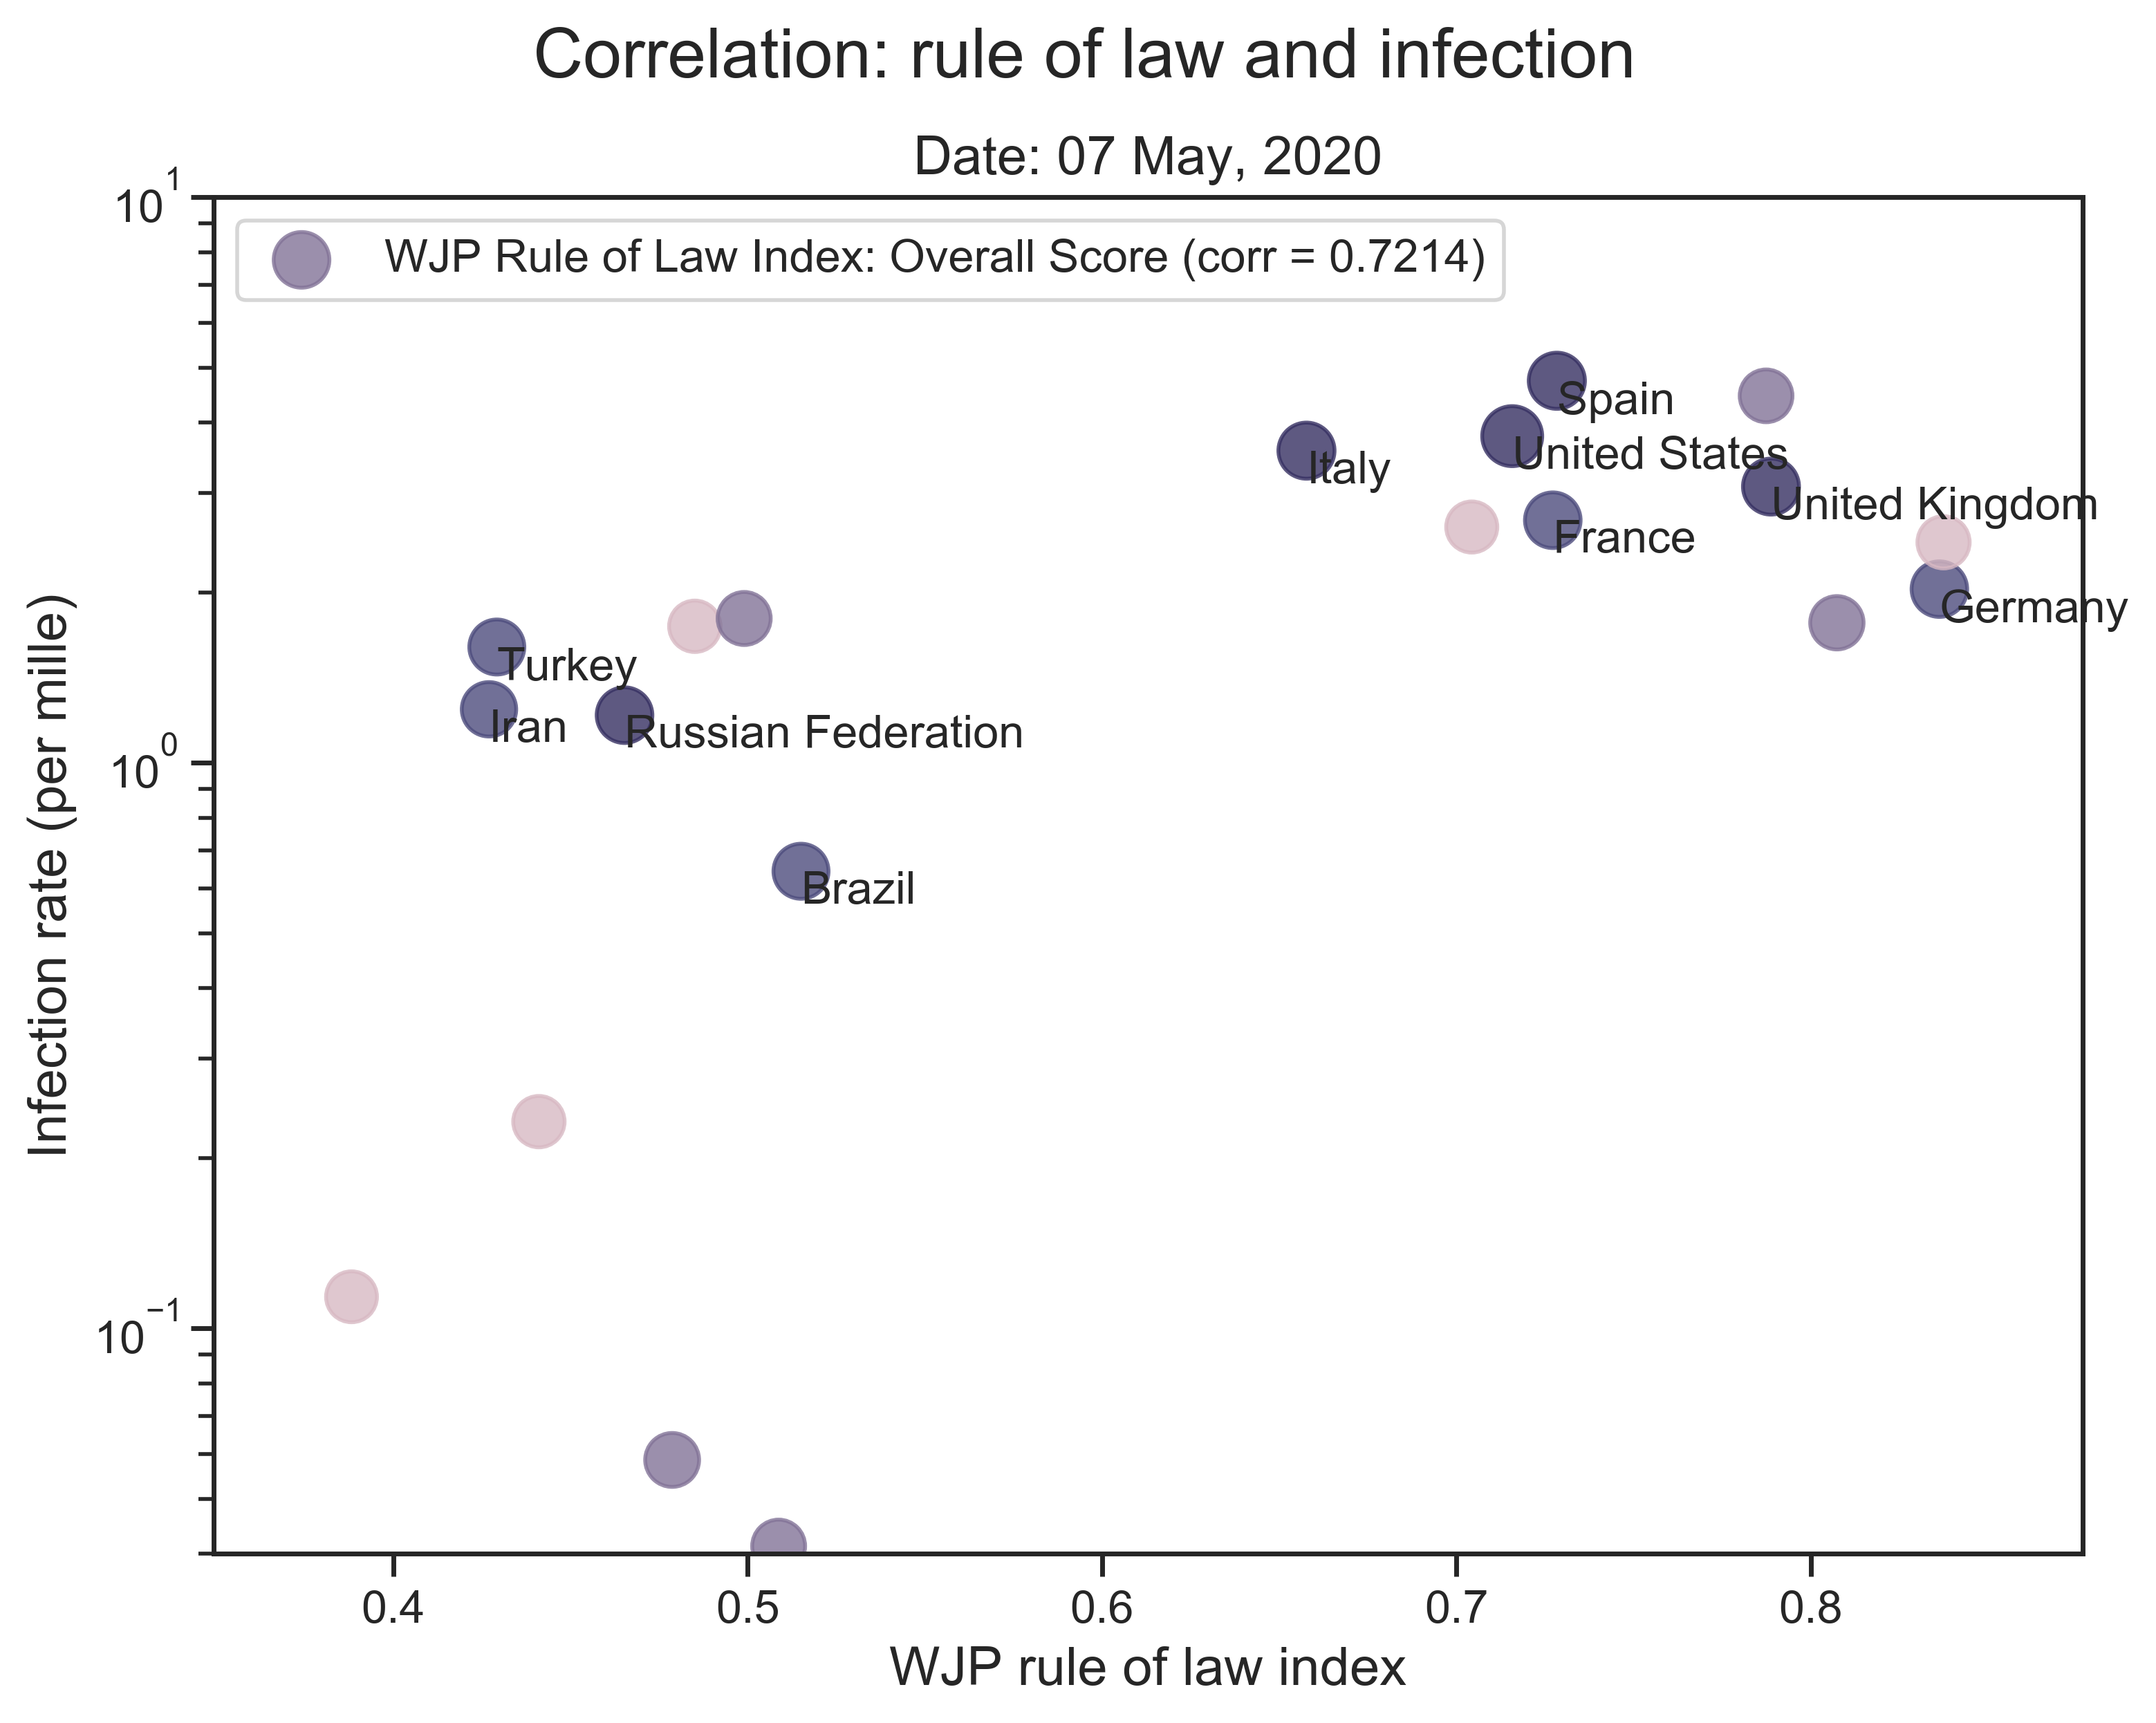 Correlation: rule of law and infection
Date: 07 May, 2020
10^1
WJP Rule of Law Index: Overall Score (corr = 0.7214)
Spain
United States
Italy
United Kingdom
France
Germany
Turkey
Iran
Russian Federation
10^0
Brazil
10^−1
Infection rate (per mille)
0.4 0.5 0.6 0.7 0.8
WJP rule of law index